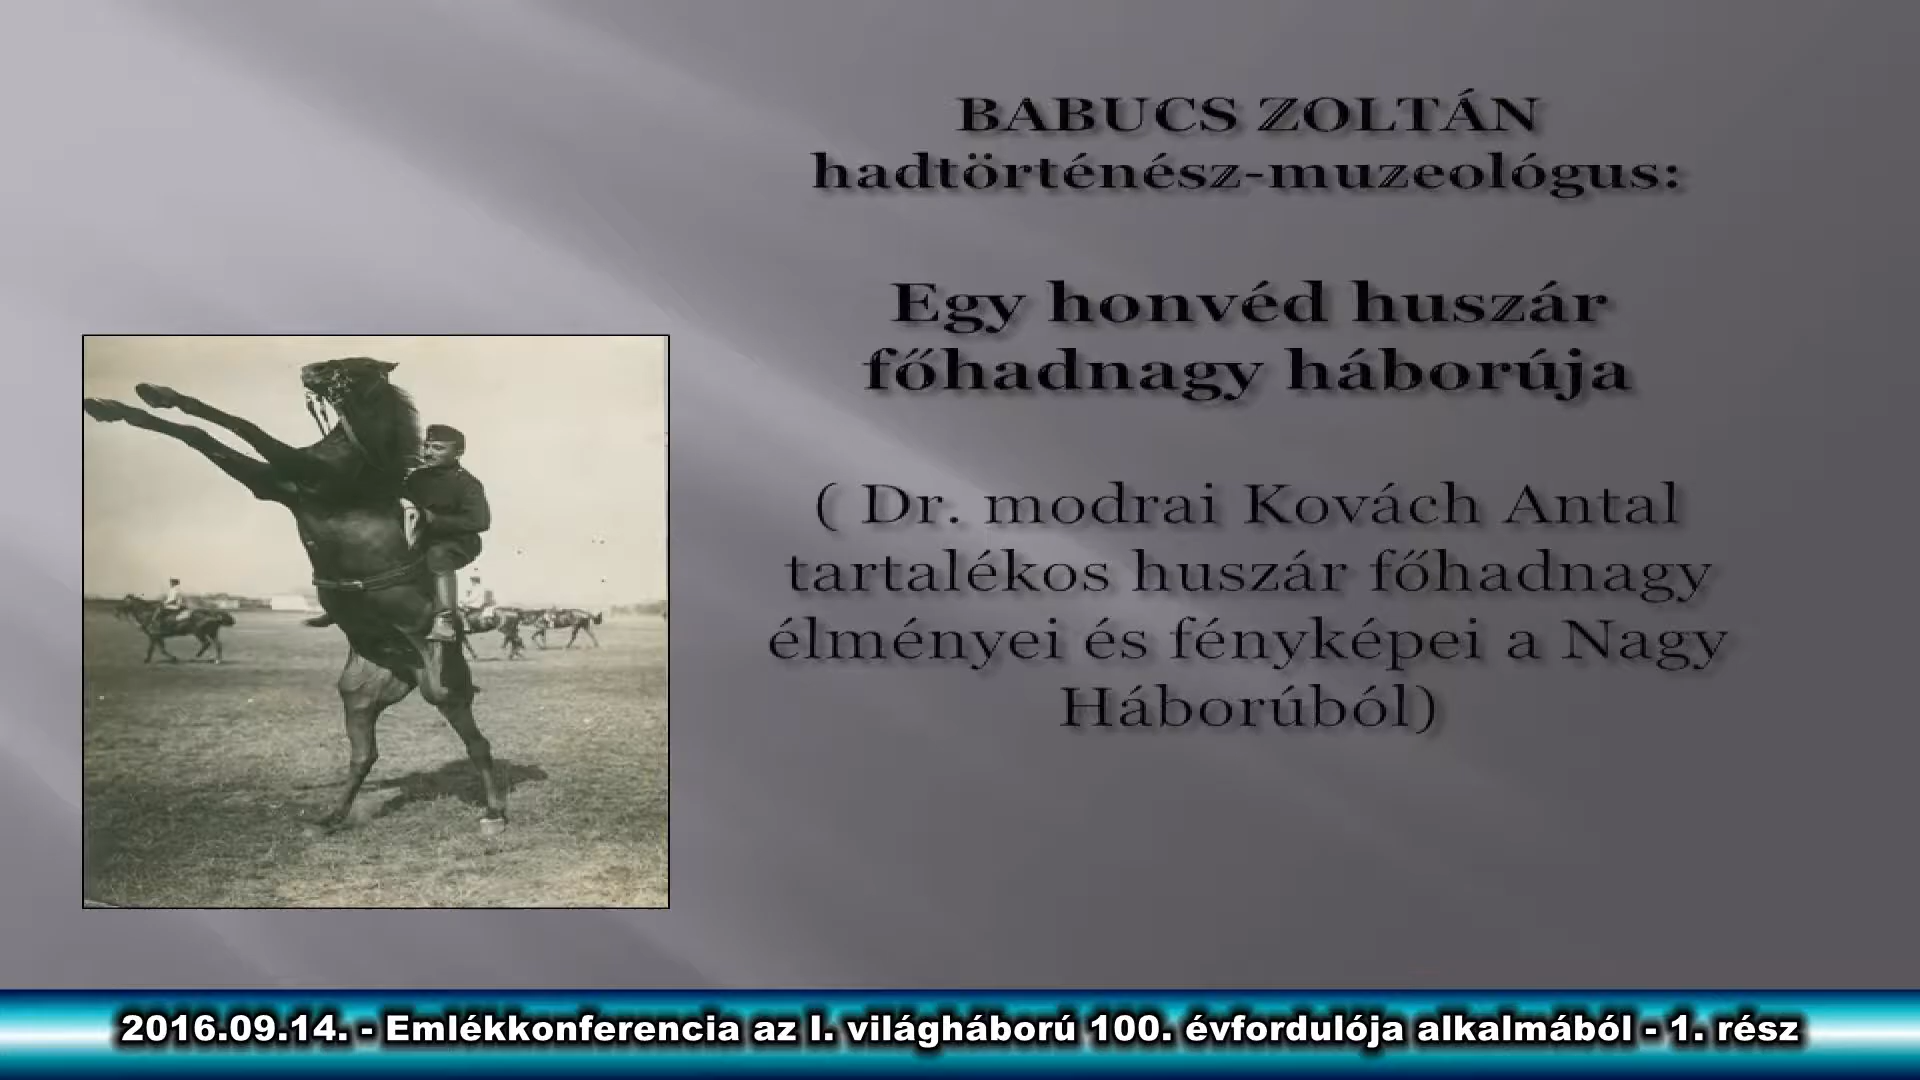 BABUCS ZOLTÁN
hadtörténész-muzeológus:
Egy honvéd huszár
főhadnagy háborúja
( Dr. modrai Kovách Antal
tartalékos huszár főhadnagy
élményei és fényképei a Nagy
Háborúból)
2016.09.14. - Emlékkonferencia az I. világháború 100. évfordulója alkalmából - 1. rész